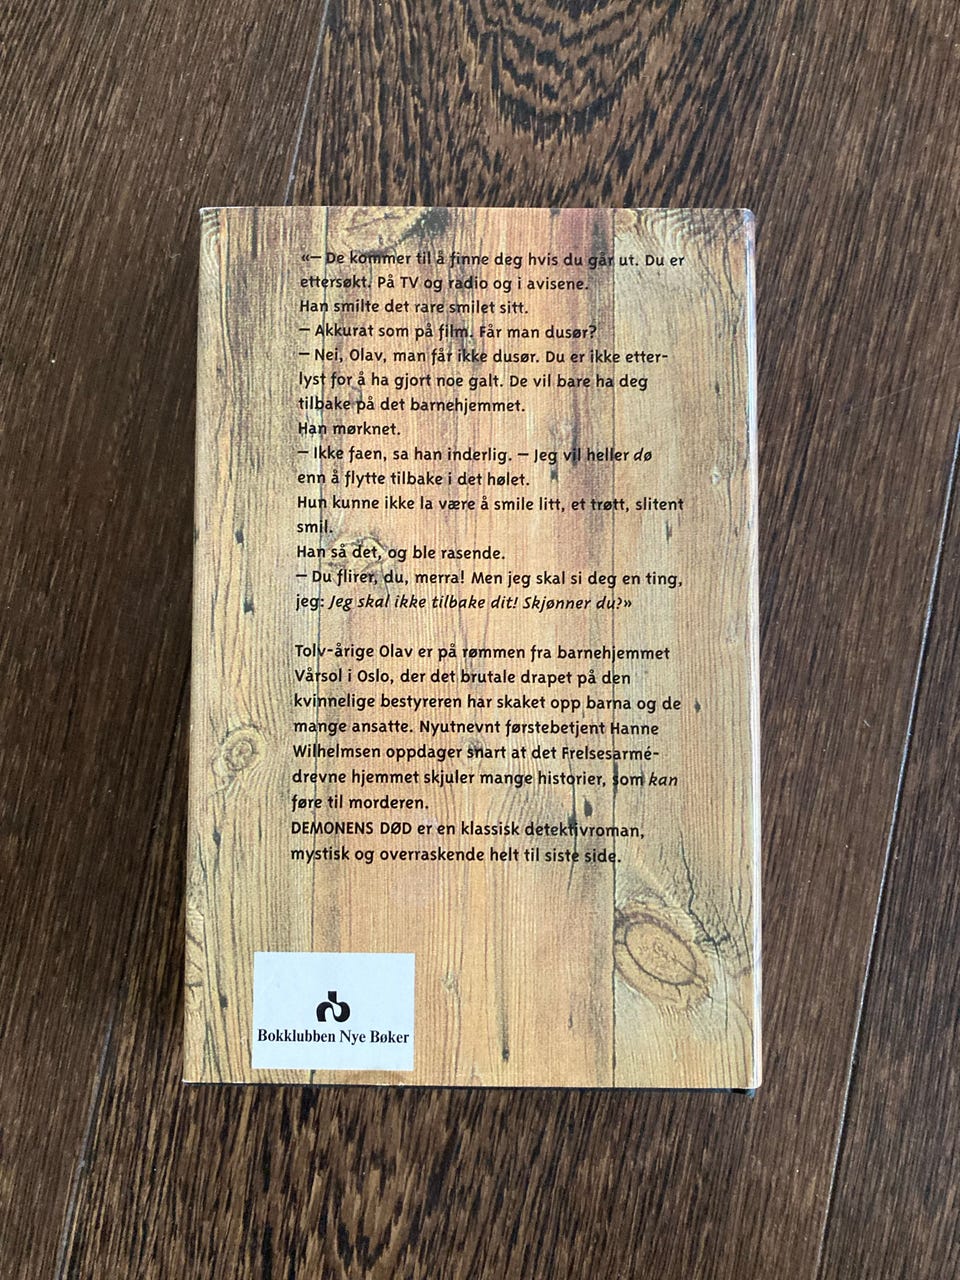 «– De kommer til å finne deg hvis du går ut. Du er
ettersøkt. På TV og radio og i avisene.
Han smilte det rare smilet sitt.
– Akkurat som på film. Får man dusør?
– Nei, Olav, man får ikke dusør. Du er ikke etter-
lyst for å ha gjort noe galt. De vil bare ha deg
tilbake på det barnehjemmet.
Han mørknet.
– Ikke faen, sa han inderlig. – Jeg vil heller dø
enn å flytte tilbake i det hølet.
Hun kunne ikke la være å smile litt, et trøtt, slitent
smil.
Han så det, og ble rasende.
– Du flirer, du, merra! Men jeg skal si deg en ting,
jeg: Jeg skal ikke tilbake dit! Skjønner du?»
Tolv-årige Olav er på rømmen fra barnehjemmet
Vårsol i Oslo, der det brutale drapet på den
kvinnelige bestyreren har skaket opp barna og de
mange ansatte. Nyutnevnt førstebetjent Hanne
Wilhelmsen oppdager snart at det Frelsesarmé-
drevne hjemmet skjuler mange historier, som kan
føre til morderen.
DEMONENS DØD er en klassisk detektivroman,
mystisk og overraskende helt til siste side.
Bokklubben Nye Bøker